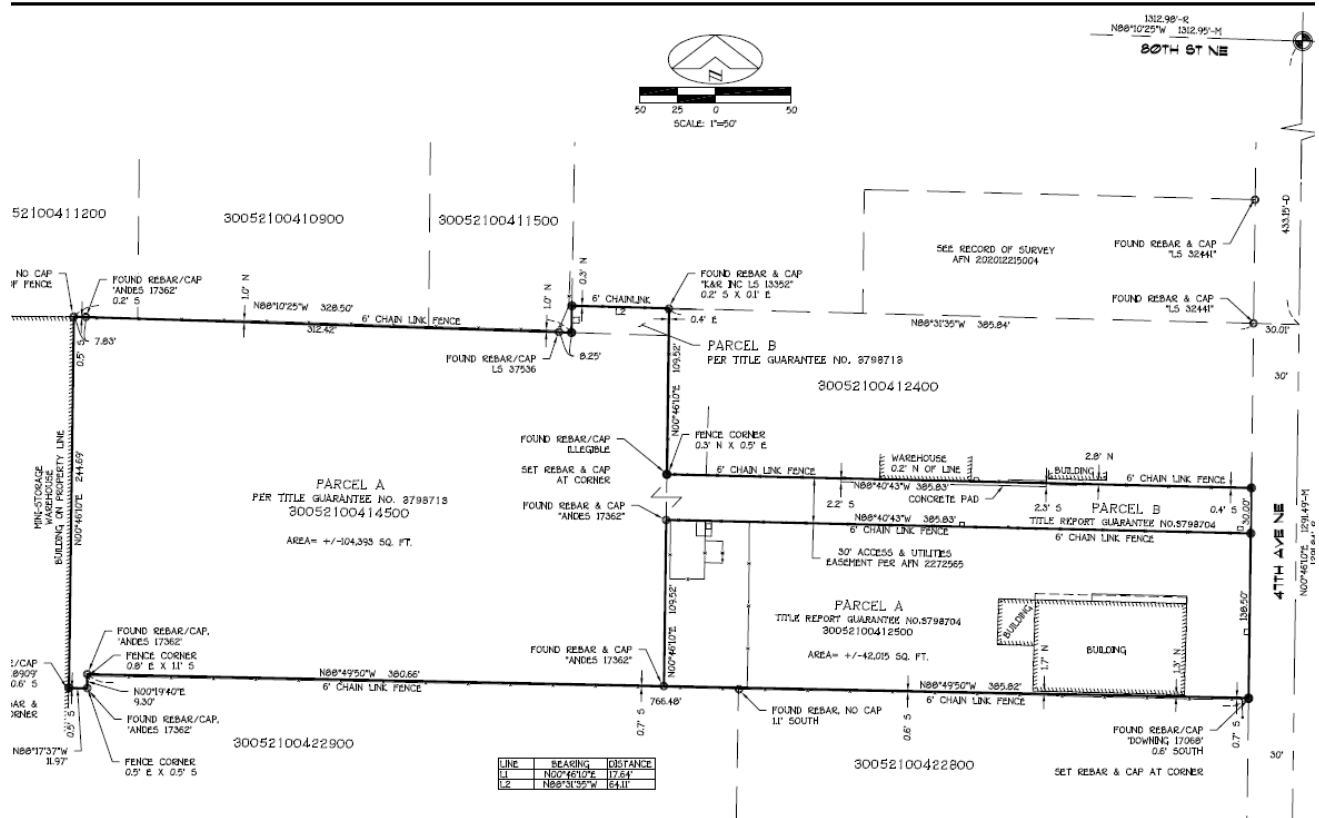 1312.98'-R
N88°10'25"W 1312.95'-M
80TH ST NE
N
50 25 0 50
SCALE: 1"=50'
52100411200
30052100410900
30052100411500
SEE RECORD OF SURVEY
AFN 202012215004
FOUND REBAR & CAP
"LS 32441"
433.15'-D
NO CAP
OF FENCE
FOUND REBAR/CAP
"ANDES 17362"
0.2' S
1.0' N
N88°10'25"W 328.50'
6' CHAIN LINK FENCE
312.42'
1.0' N
0.3' N
6' CHAINLINK
L2
FOUND REBAR & CAP
"K&R INC LS 13352"
0.2' S X 0.1' E
0.4' E
FOUND REBAR & CAP
"LS 32441"
30.01'
N88°31'35"W 385.84'
7.83'
0.5' S
FOUND REBAR/CAP
LS 37536
8.25'
PARCEL B
PER TITLE GUARANTEE NO. 3798713
30052100412400
30'
N00°46'10"E 109.52'
MINI-STORAGE
WAREHOUSE
BUILDING ON PROPERTY LINE
N00°46'10"E 244.69'
FOUND REBAR/CAP
ILLEGIBLE
FENCE CORNER
0.3' N X 0.5' E
SET REBAR & CAP
AT CORNER
6' CHAIN LINK FENCE
WAREHOUSE
0.2' N OF LINE
BUILDING
2.8' N
6' CHAIN LINK FENCE
PARCEL A
PER TITLE GUARANTEE NO. 3798713
30052100414500
AREA= +/-104,393 SQ. FT.
N88°40'43"W 385.83'
CONCRETE PAD
FOUND REBAR & CAP
"ANDES 17362"
2.2' S
N88°40'43"W 385.83'
6' CHAIN LINK FENCE
2.3' S
PARCEL B
TITLE REPORT GUARANTEE NO.3798704
6' CHAIN LINK FENCE
0.4' S
30.00'
30' ACCESS & UTILITIES
EASEMENT PER AFN 2272565
47TH AVE NE
N00°46'10"E 1291.49'-M
PARCEL A
TITLE REPORT GUARANTEE NO.3798704
30052100412500
AREA= +/-42,015 SQ. FT.
N00°46'10"E 109.52'
BUILDING
BUILDING
1.7' N
1.3' N
138.50'
FOUND REBAR/CAP,
"ANDES 17362"
FENCE CORNER
0.8' E X 1.1' S
FOUND REBAR & CAP
"ANDES 17362"
/CAP
0.6' S
N88°49'50"W 380.66'
6' CHAIN LINK FENCE
N88°49'50"W 385.82'
6' CHAIN LINK FENCE
N00°19'40"E
9.30'
766.48'
0.7' S
FOUND REBAR, NO CAP
1.1' SOUTH
0.6' S
0.5' S
FOUND REBAR/CAP,
"ANDES 17362"
FOUND REBAR/CAP
"DOWNING 17068"
0.6' SOUTH
0.7' S
N88°17'37"W
11.97'
30052100422900
FENCE CORNER
0.5' E X 0.5' S
30'
LINE BEARING DISTANCE
L1 N00°46'10"E 17.64'
L2 N88°31'35"W 64.11'
30052100422800
SET REBAR & CAP AT CORNER